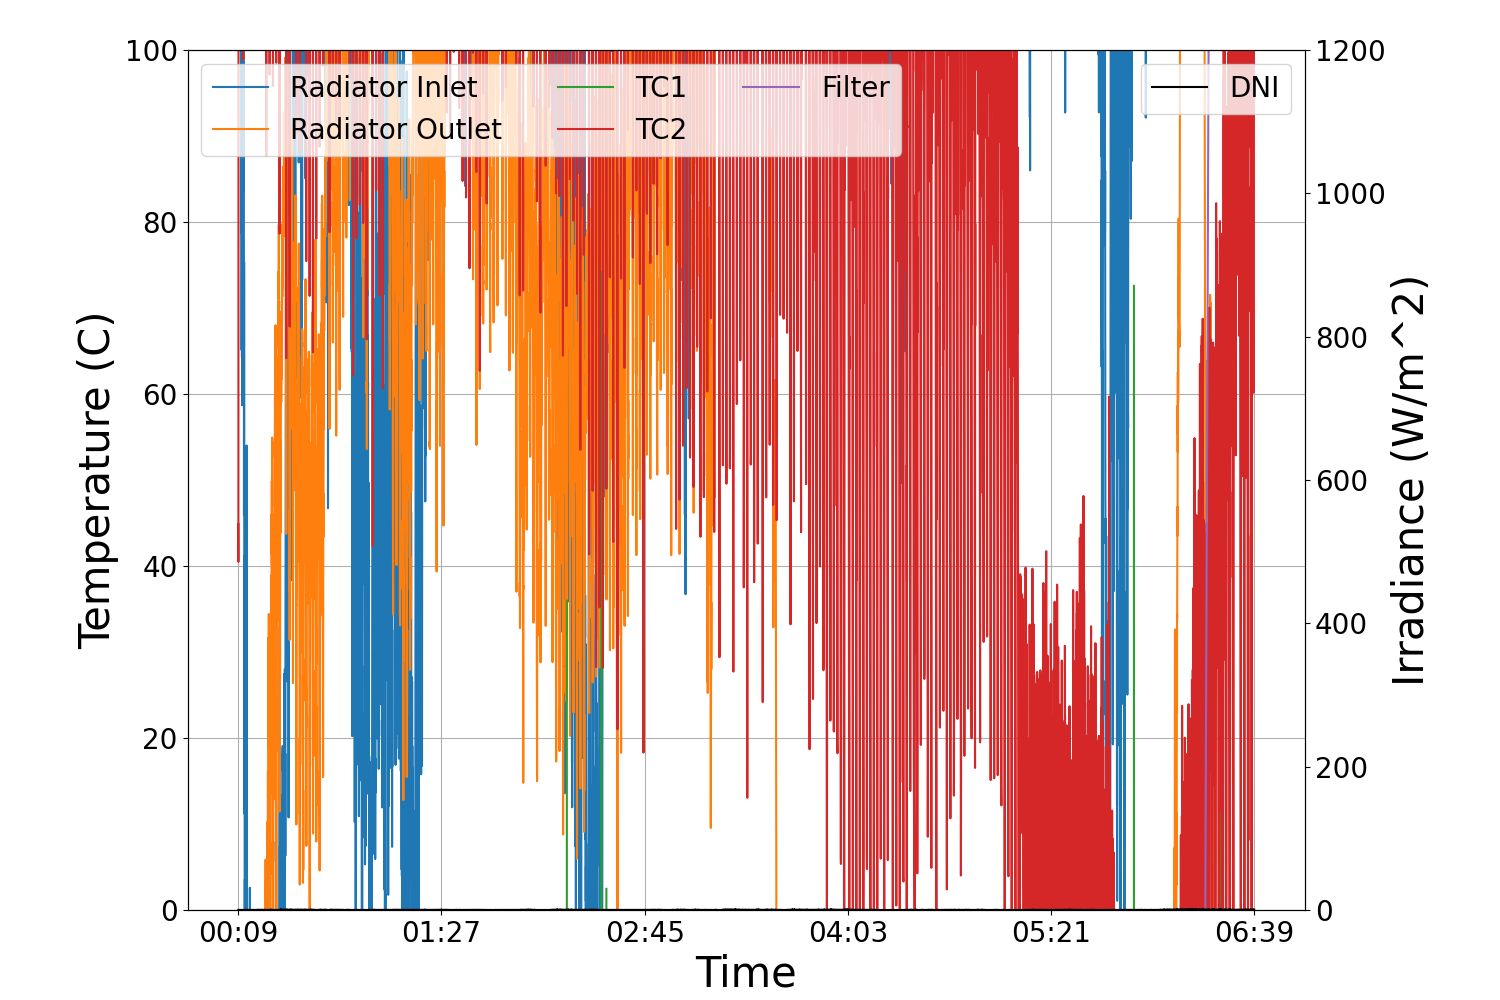 Radiator Inlet
Radiator Outlet
TC1
TC2
Filter
DNI
100
80
60
40
20
0
Temperature (C)
1200
1000
800
600
400
200
0
Irradiance (W/m^2)
00:09 01:27 02:45 04:03 05:21 06:39
Time